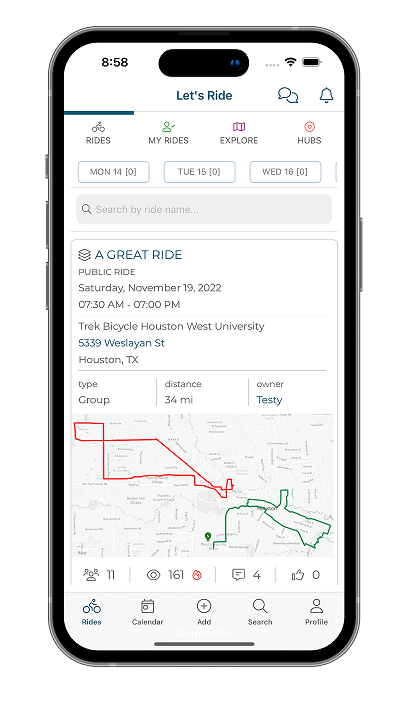 8:58
Let's Ride
RIDES
MY RIDES
EXPLORE
HUBS
MON 14 [0]
TUE 15 [0]
WED 16 [0]
Search by ride name...
A GREAT RIDE
PUBLIC RIDE
Saturday, November 19, 2022
07:30 AM - 07:00 PM
Trek Bicycle Houston West University
5339 Weslayan St
Houston, TX
type distance owner
Group 34 mi Testy
Houston
11 161 4 0
Rides Calendar Add Search Profile